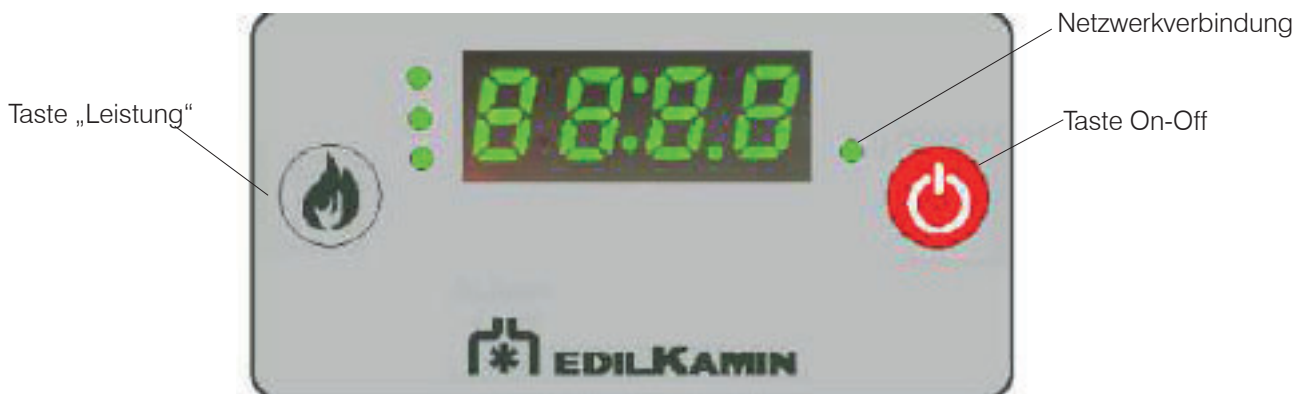 Netzwerkverbindung
Taste „Leistung“
Taste On-Off
88:8.8
EDILKAMIN